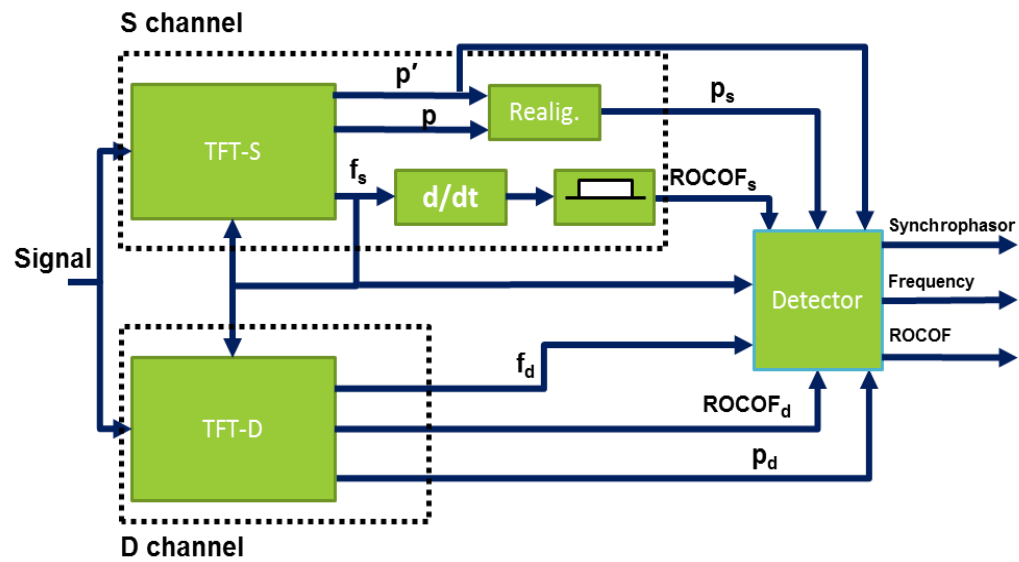 S channel
p′
p
Realig.
p_s
TFT-S
f_s
d/dt
ROCOF_s
Signal
Detector
Synchrophasor
Frequency
ROCOF
f_d
TFT-D
ROCOF_d
p_d
D channel